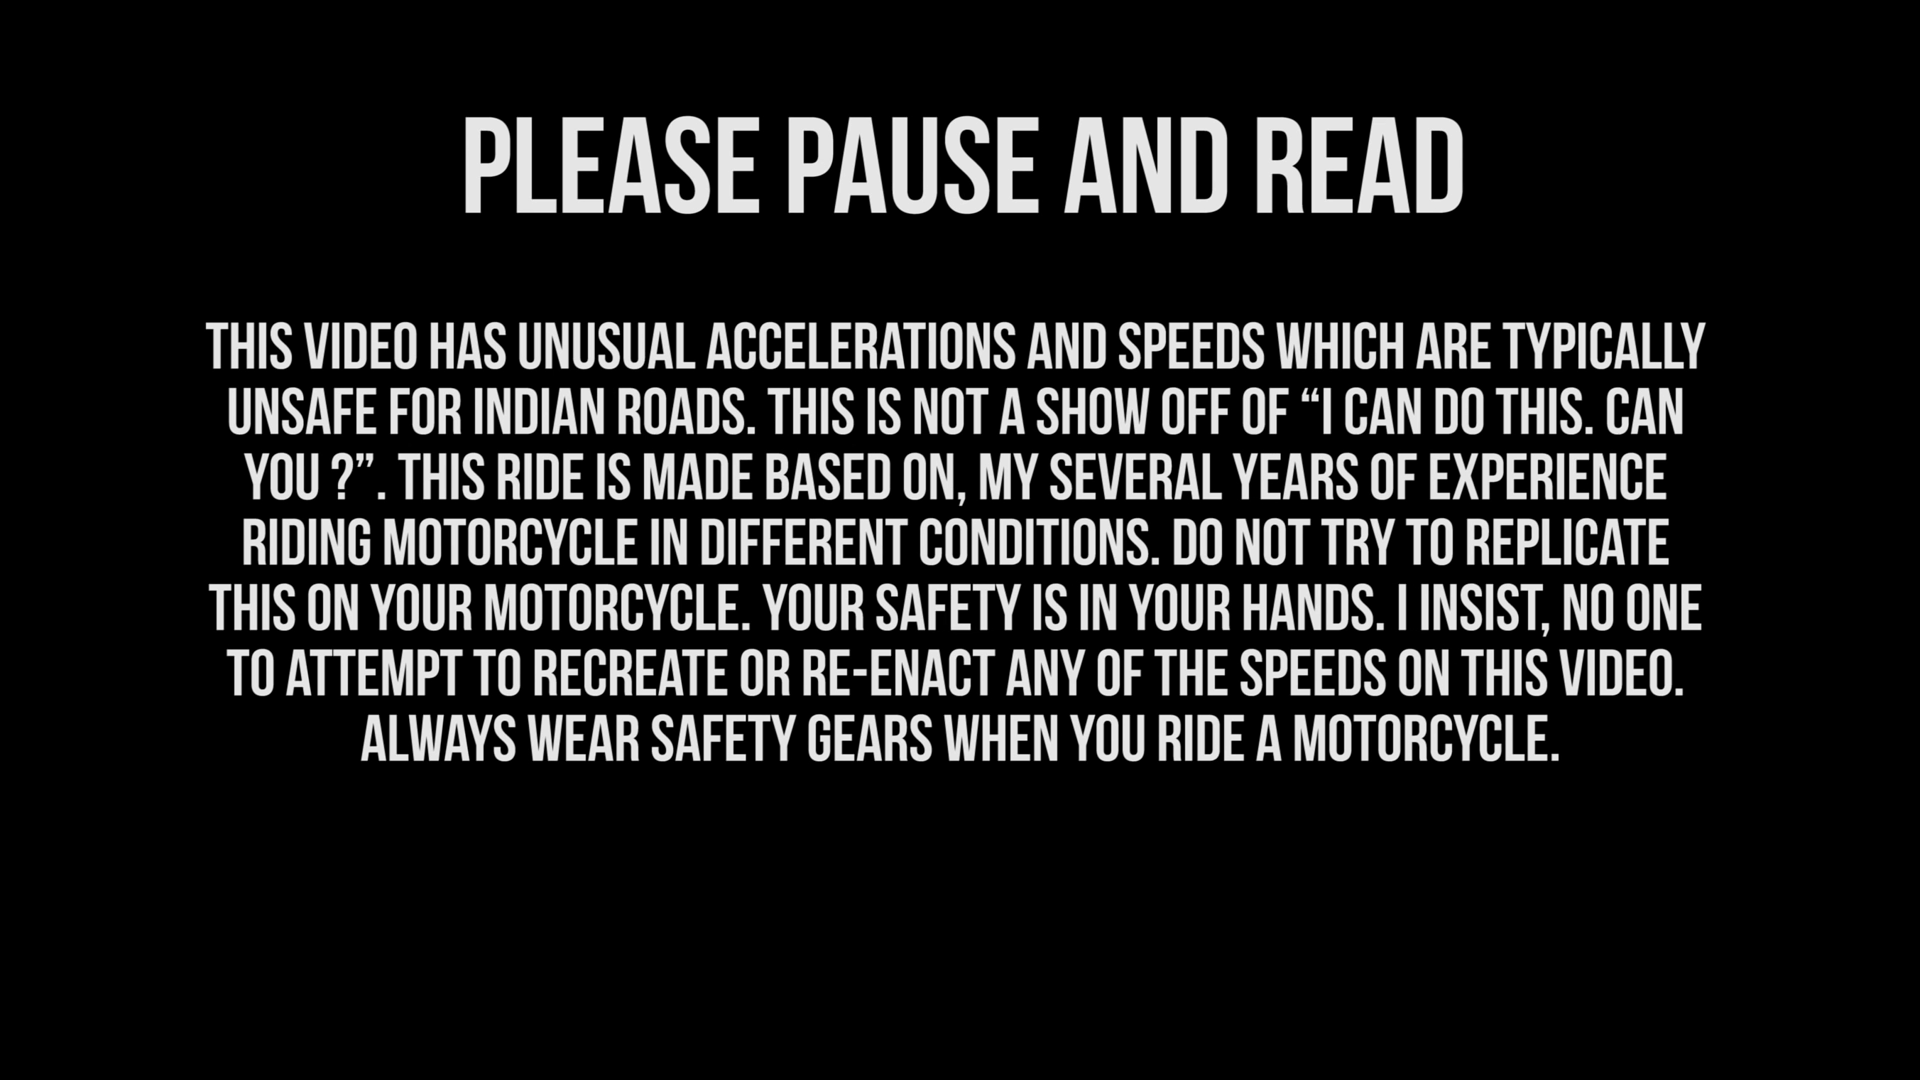 PLEASE PAUSE AND READ
THIS VIDEO HAS UNUSUAL ACCELERATIONS AND SPEEDS WHICH ARE TYPICALLY
UNSAFE FOR INDIAN ROADS. THIS IS NOT A SHOW OFF OF “I CAN DO THIS. CAN
YOU ?”. THIS RIDE IS MADE BASED ON, MY SEVERAL YEARS OF EXPERIENCE
RIDING MOTORCYCLE IN DIFFERENT CONDITIONS. DO NOT TRY TO REPLICATE
THIS ON YOUR MOTORCYCLE. YOUR SAFETY IS IN YOUR HANDS. I INSIST, NO ONE
TO ATTEMPT TO RECREATE OR RE-ENACT ANY OF THE SPEEDS ON THIS VIDEO.
ALWAYS WEAR SAFETY GEARS WHEN YOU RIDE A MOTORCYCLE.